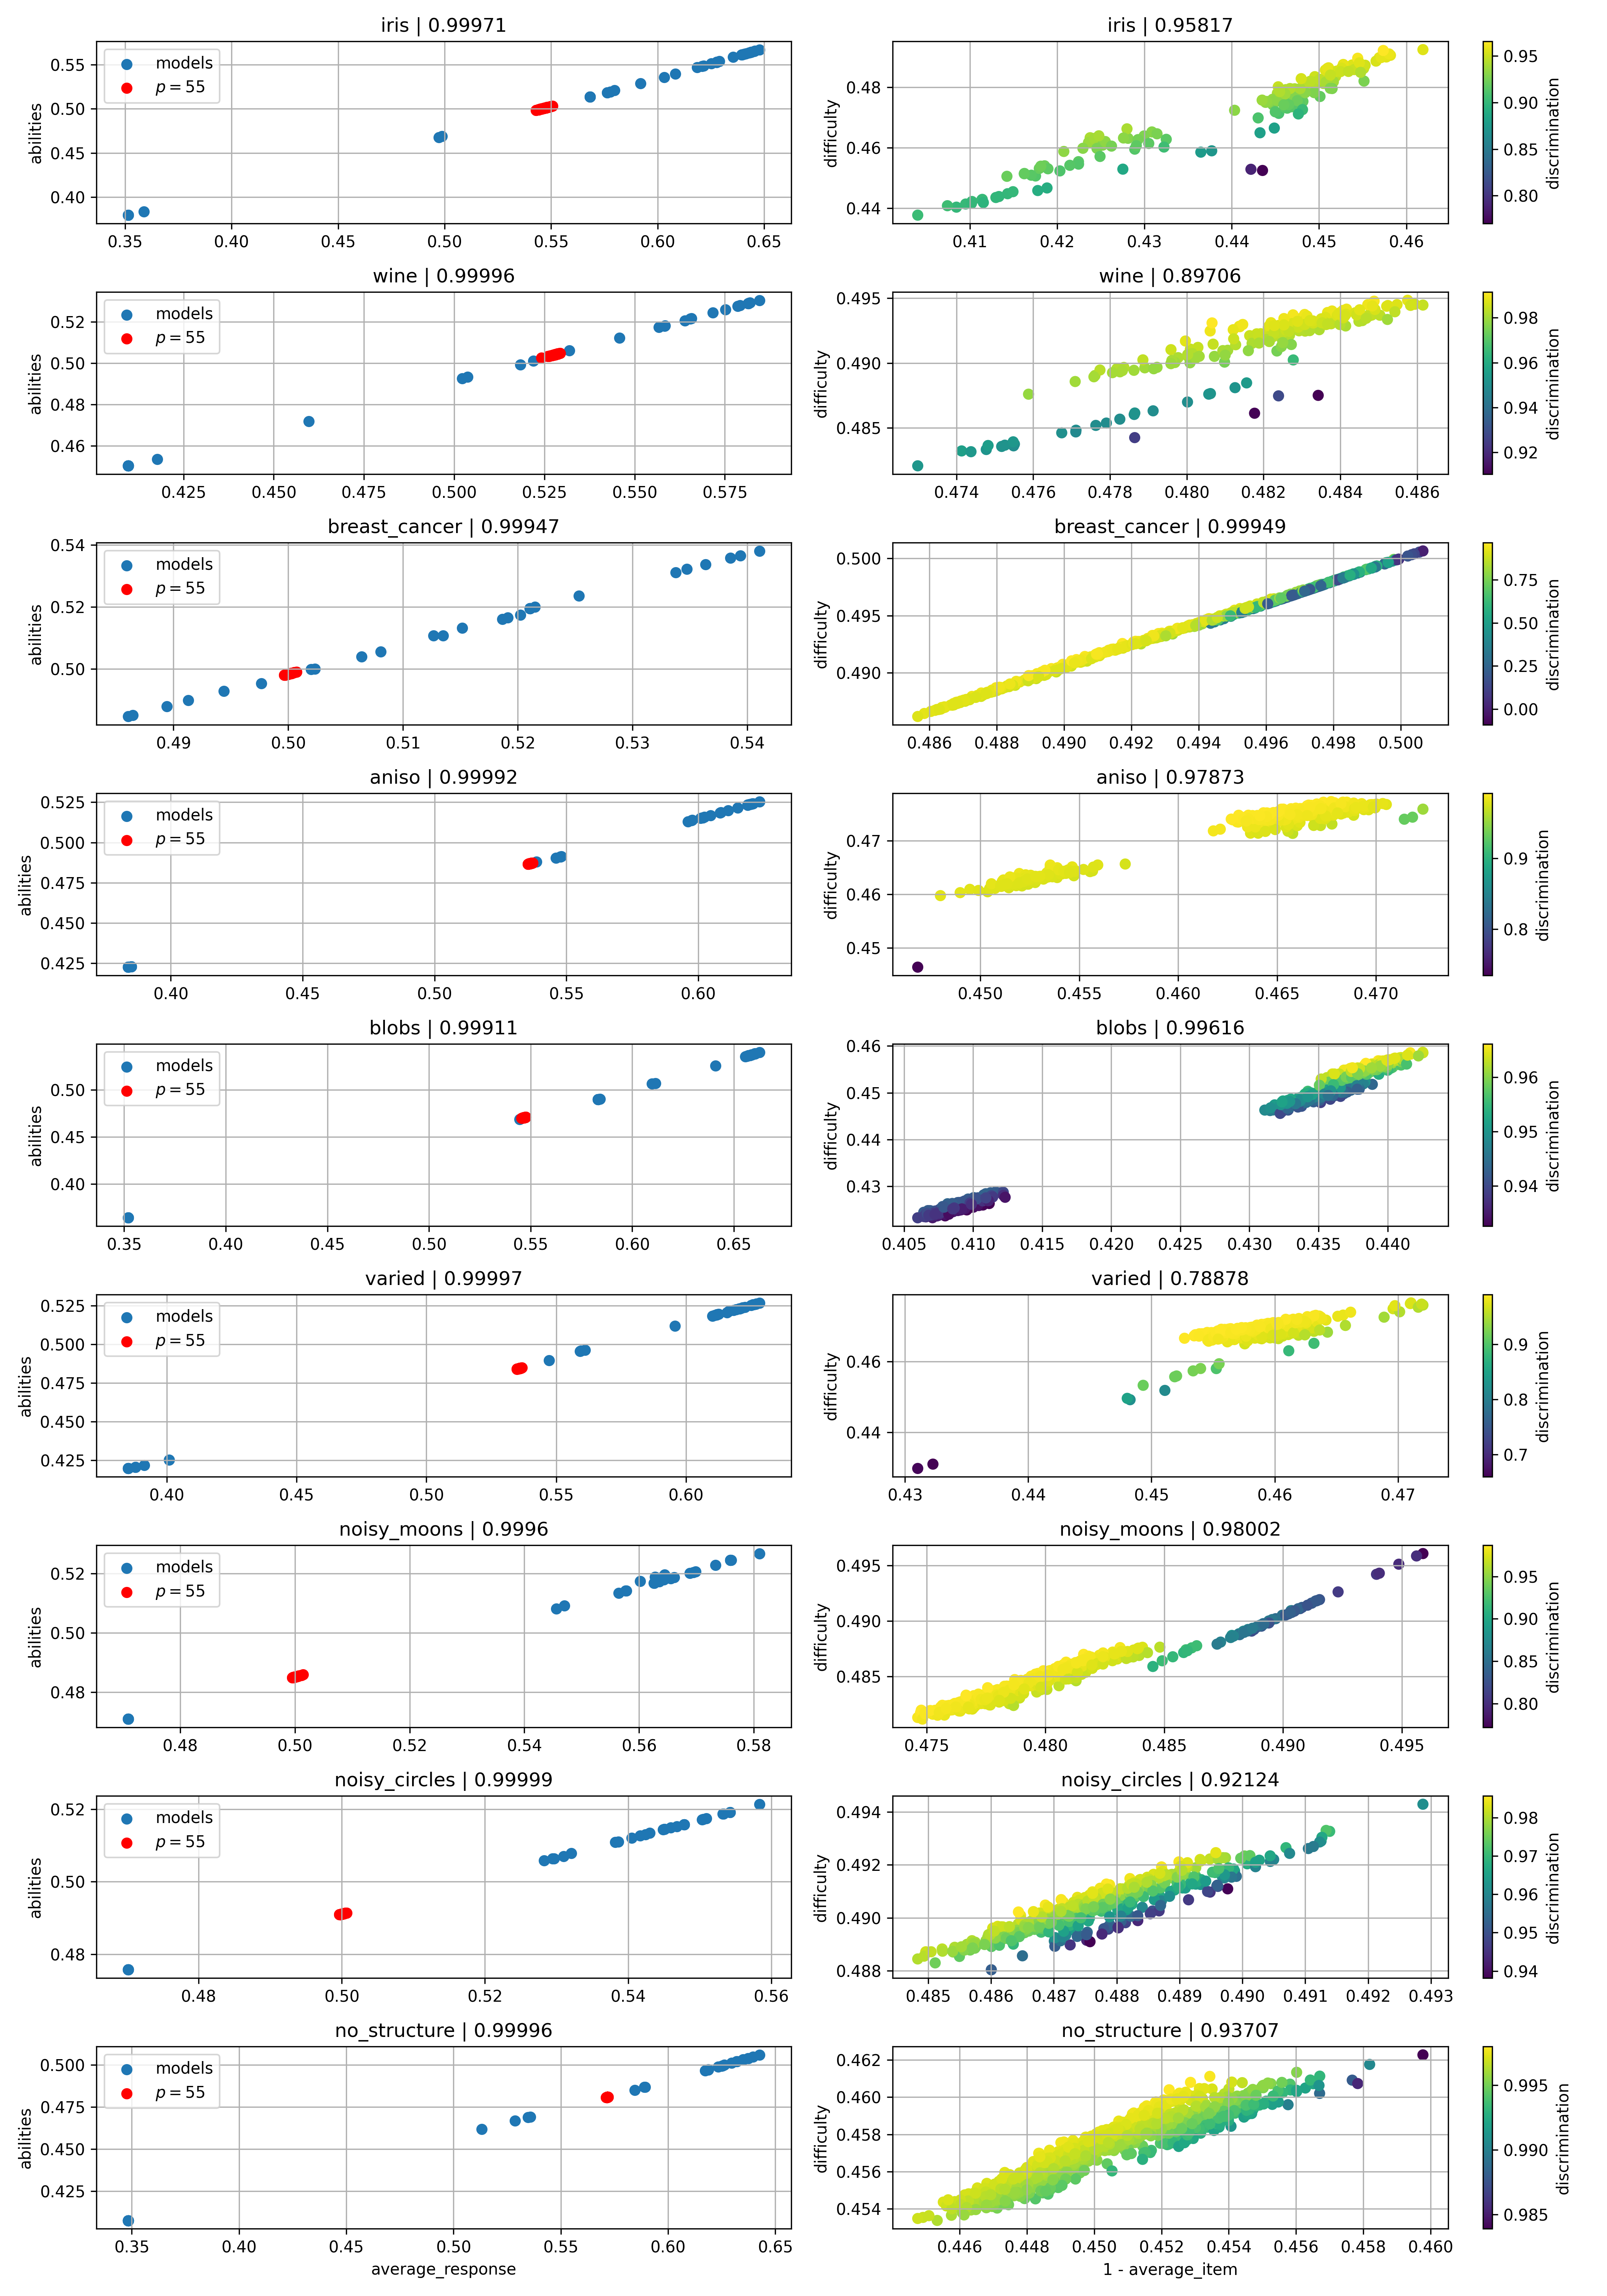 iris | 0.99971
models
p = 55
abilities
0.55
0.50
0.45
0.40
0.35 0.40 0.45 0.50 0.55 0.60 0.65
iris | 0.95817
difficulty
0.48
0.46
0.44
0.41 0.42 0.43 0.44 0.45 0.46
0.95
0.90
0.85
0.80
discrimination
wine | 0.99996
models
p = 55
abilities
0.52
0.50
0.48
0.46
0.425 0.450 0.475 0.500 0.525 0.550 0.575
wine | 0.89706
difficulty
0.495
0.490
0.485
0.474 0.476 0.478 0.480 0.482 0.484 0.486
0.98
0.96
0.94
0.92
discrimination
breast_cancer | 0.99947
models
p = 55
abilities
0.54
0.52
0.50
0.49 0.50 0.51 0.52 0.53 0.54
breast_cancer | 0.99949
difficulty
0.500
0.495
0.490
0.486 0.488 0.490 0.492 0.494 0.496 0.498 0.500
0.75
0.50
0.25
0.00
discrimination
aniso | 0.99992
models
p = 55
abilities
0.525
0.500
0.475
0.450
0.425
0.40 0.45 0.50 0.55 0.60
aniso | 0.97873
difficulty
0.47
0.46
0.45
0.450 0.455 0.460 0.465 0.470
0.9
0.8
discrimination
blobs | 0.99911
models
p = 55
abilities
0.50
0.45
0.40
0.35 0.40 0.45 0.50 0.55 0.60 0.65
blobs | 0.99616
difficulty
0.46
0.45
0.44
0.43
0.405 0.410 0.415 0.420 0.425 0.430 0.435 0.440
0.96
0.95
0.94
discrimination
varied | 0.99997
models
p = 55
abilities
0.525
0.500
0.475
0.450
0.425
0.40 0.45 0.50 0.55 0.60
varied | 0.78878
difficulty
0.46
0.44
0.43 0.44 0.45 0.46 0.47
0.9
0.8
0.7
discrimination
noisy_moons | 0.9996
models
p = 55
abilities
0.52
0.50
0.48
0.48 0.50 0.52 0.54 0.56 0.58
noisy_moons | 0.98002
difficulty
0.495
0.490
0.485
0.475 0.480 0.485 0.490 0.495
0.95
0.90
0.85
0.80
discrimination
noisy_circles | 0.99999
models
p = 55
abilities
0.52
0.50
0.48
0.48 0.50 0.52 0.54 0.56
noisy_circles | 0.92124
difficulty
0.494
0.492
0.490
0.488
0.485 0.486 0.487 0.488 0.489 0.490 0.491 0.492 0.493
0.98
0.97
0.96
0.95
0.94
discrimination
no_structure | 0.99996
models
p = 55
abilities
0.500
0.475
0.450
0.425
0.35 0.40 0.45 0.50 0.55 0.60 0.65
average_response
no_structure | 0.93707
difficulty
0.462
0.460
0.458
0.456
0.454
0.446 0.448 0.450 0.452 0.454 0.456 0.458 0.460
1 - average_item
0.995
0.990
0.985
discrimination